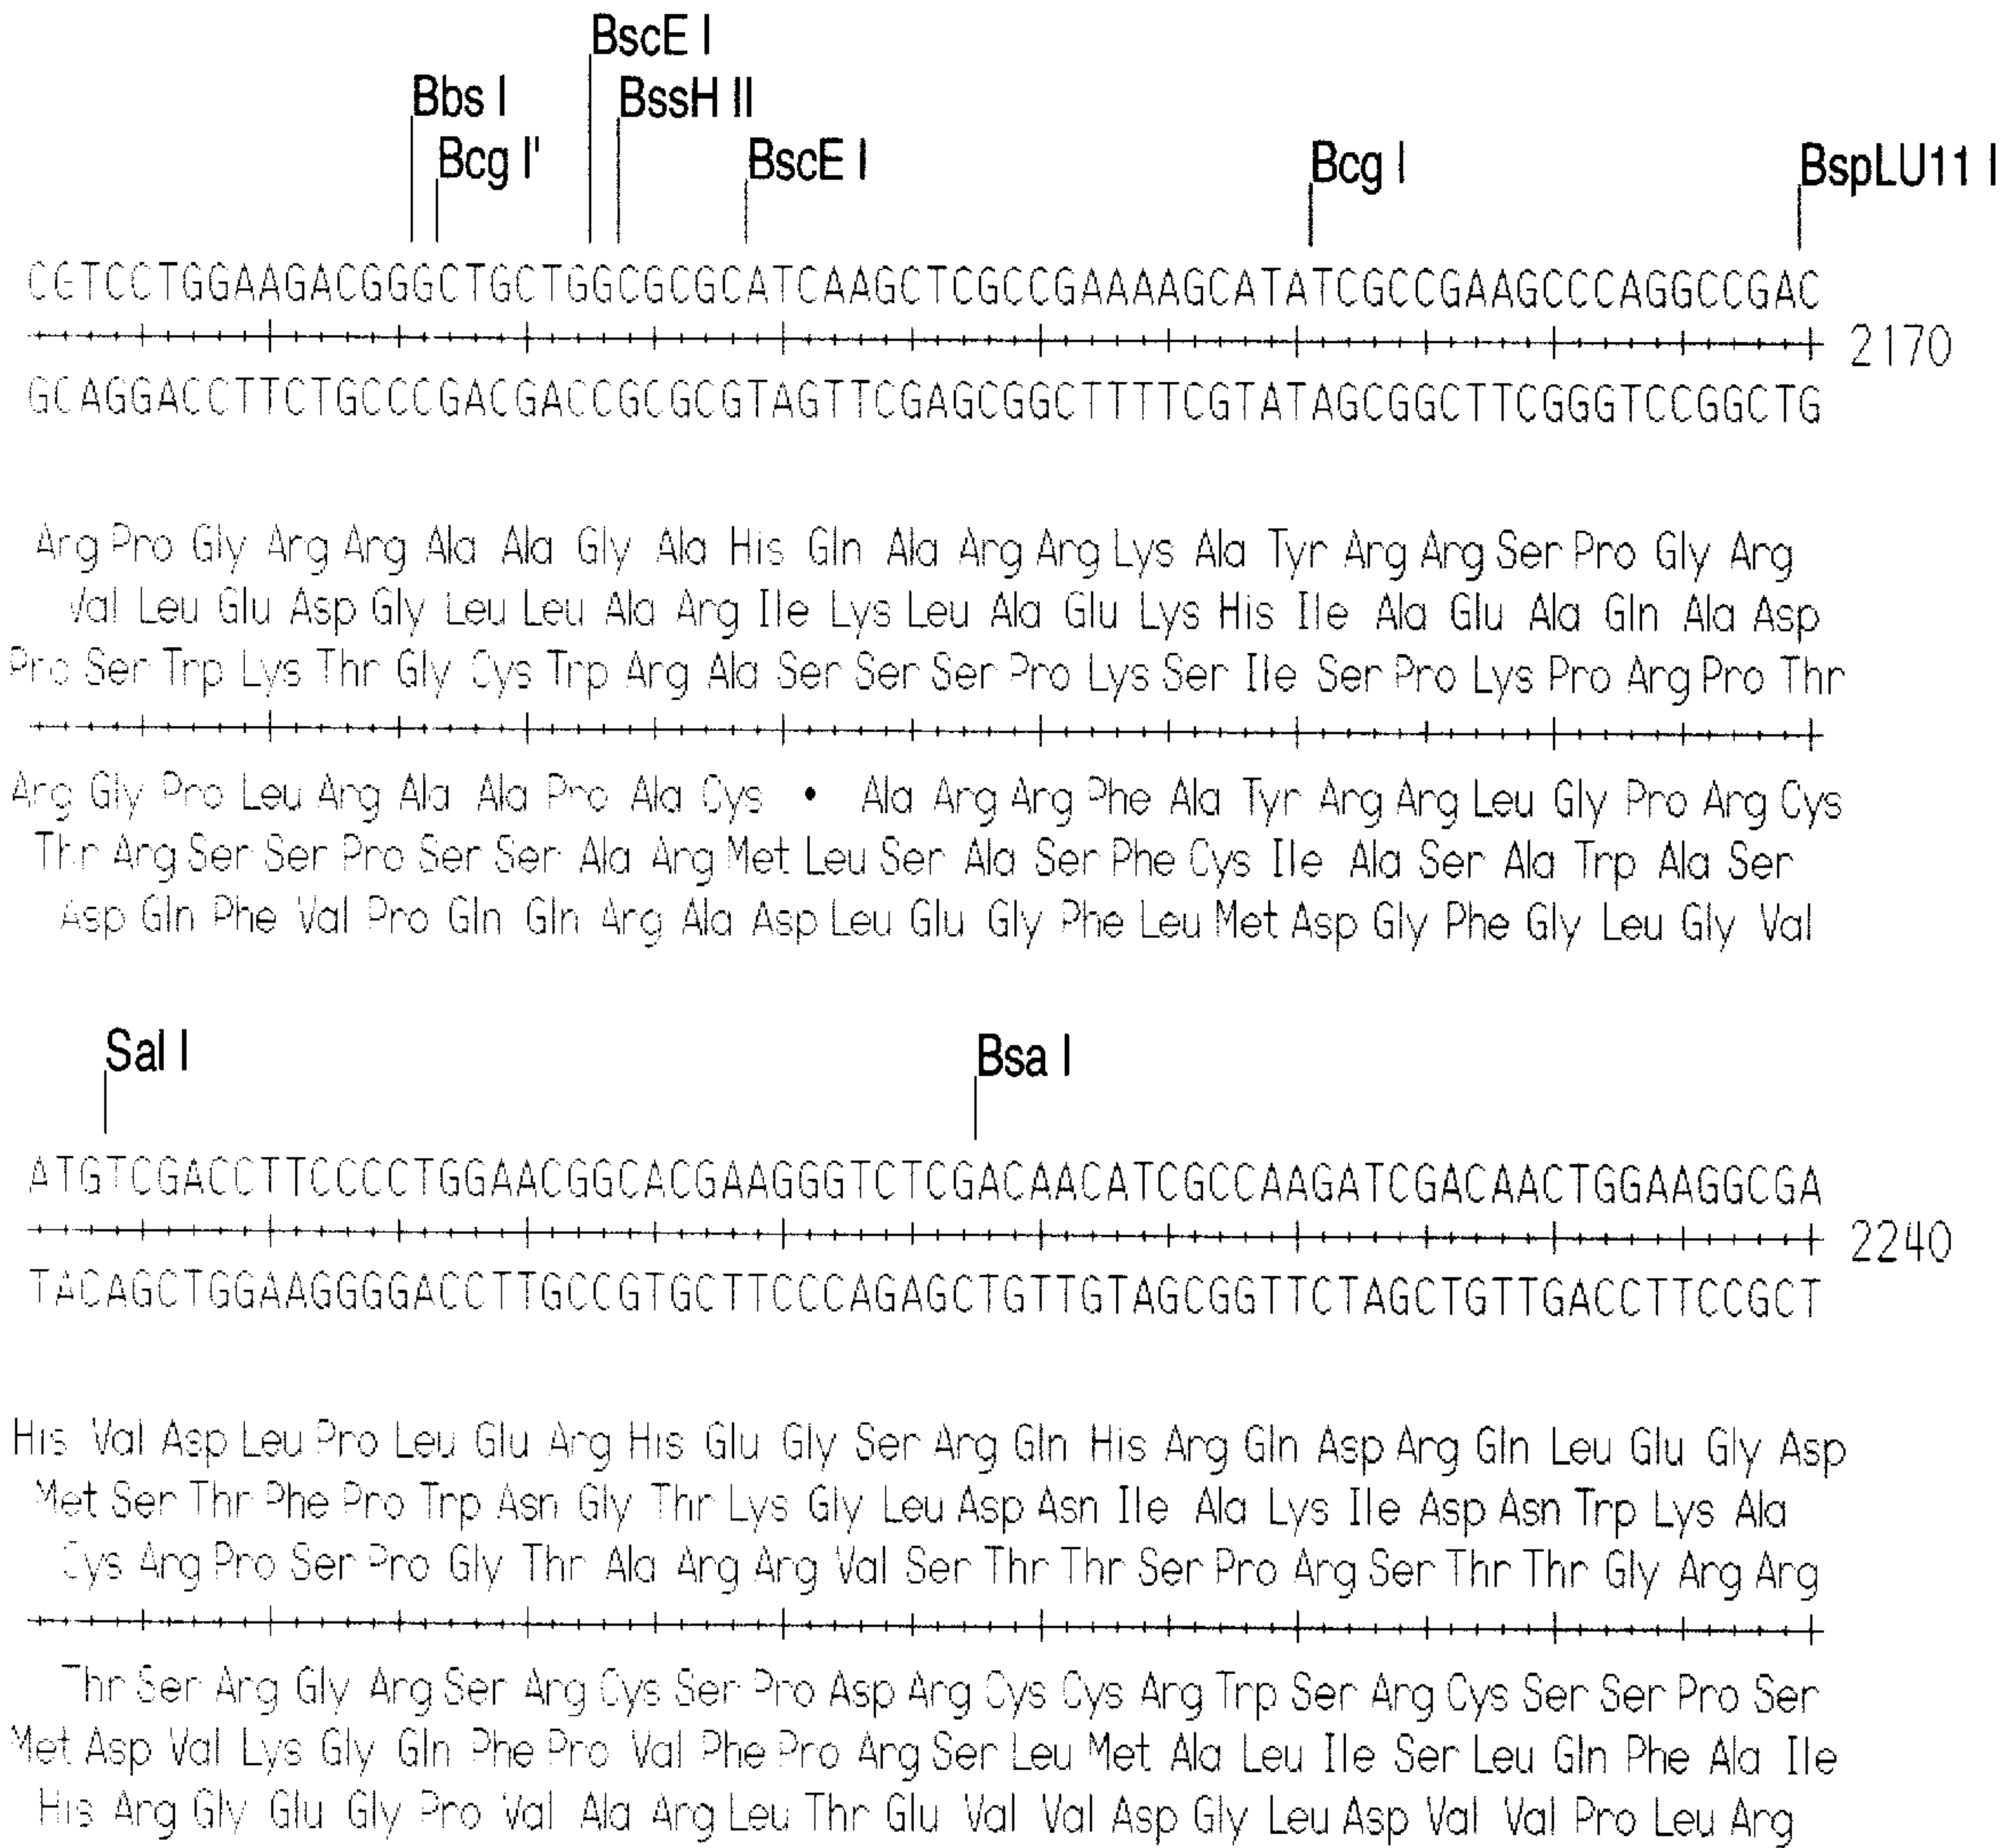 BscE I
Bbs I
BssH II
Bcg I'
BscE I
Bcg I
BspLU11 I
CGTCCTGGAAGACGGGCTGCTGGCGCGCATCAAGCTCGCCGAAAAGCATATCGCCGAAGCCCAGGCCGAC
2170
GCAGGACCTTCTGCCCGACGACCGCGCGTAGTTCGAGCGGCTTTTCGTATAGCGGCTTCGGGTCCGGCTG
Arg Pro Gly Arg Arg Ala Ala Gly Ala His Gln Ala Arg Arg Lys Ala Tyr Arg Arg Ser Pro Gly Arg
Val Leu Glu Asp Gly Leu Leu Ala Arg Ile Lys Leu Ala Glu Lys His Ile Ala Glu Ala Gln Ala Asp
Pro Ser Trp Lys Thr Gly Cys Trp Arg Ala Ser Ser Ser Pro Lys Ser Ile Ser Pro Lys Pro Arg Pro Thr
Arg Gly Pro Leu Arg Ala Ala Pro Ala Cys • Ala Arg Arg Phe Ala Tyr Arg Arg Leu Gly Pro Arg Cys
Thr Arg Ser Ser Pro Ser Ser Ala Arg Met Leu Ser Ala Ser Phe Cys Ile Ala Ser Ala Trp Ala Ser
Asp Gln Phe Val Pro Gln Gln Arg Ala Asp Leu Glu Gly Phe Leu Met Asp Gly Phe Gly Leu Gly Val
Sal I
Bsa I
ATGTCGACCTTCCCCTGGAACGGCACGAAGGGTCTCGACAACATCGCCAAGATCGACAACTGGAAGGCGA
2240
TACAGCTGGAAGGGGACCTTGCCGTGCTTCCCAGAGCTGTTGTAGCGGTTCTAGCTGTTGACCTTCCGCT
His Val Asp Leu Pro Leu Glu Arg His Glu Gly Ser Arg Gln His Arg Gln Asp Arg Gln Leu Glu Gly Asp
Met Ser Thr Phe Pro Trp Asn Gly Thr Lys Gly Leu Asp Asn Ile Ala Lys Ile Asp Asn Trp Lys Ala
Cys Arg Pro Ser Pro Gly Thr Ala Arg Arg Val Ser Thr Thr Ser Pro Arg Ser Thr Thr Gly Arg Arg
Thr Ser Arg Gly Arg Ser Arg Cys Ser Pro Asp Arg Cys Cys Arg Trp Ser Arg Cys Ser Ser Pro Ser
Met Asp Val Lys Gly Gln Phe Pro Val Phe Pro Arg Ser Leu Met Ala Leu Ile Ser Leu Gln Phe Ala Ile
His Arg Gly Glu Gly Pro Val Ala Arg Leu Thr Glu Val Val Asp Gly Leu Asp Val Val Pro Leu Arg